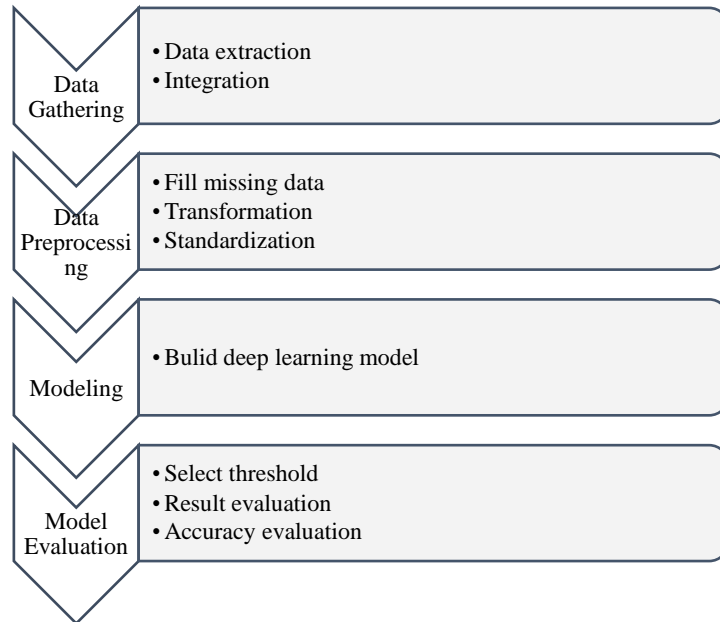 Data
Gathering
• Data extraction
• Integration
Data
Preprocessi
ng
• Fill missing data
• Transformation
• Standardization
Modeling
• Bulid deep learning model
Model
Evaluation
• Select threshold
• Result evaluation
• Accuracy evaluation